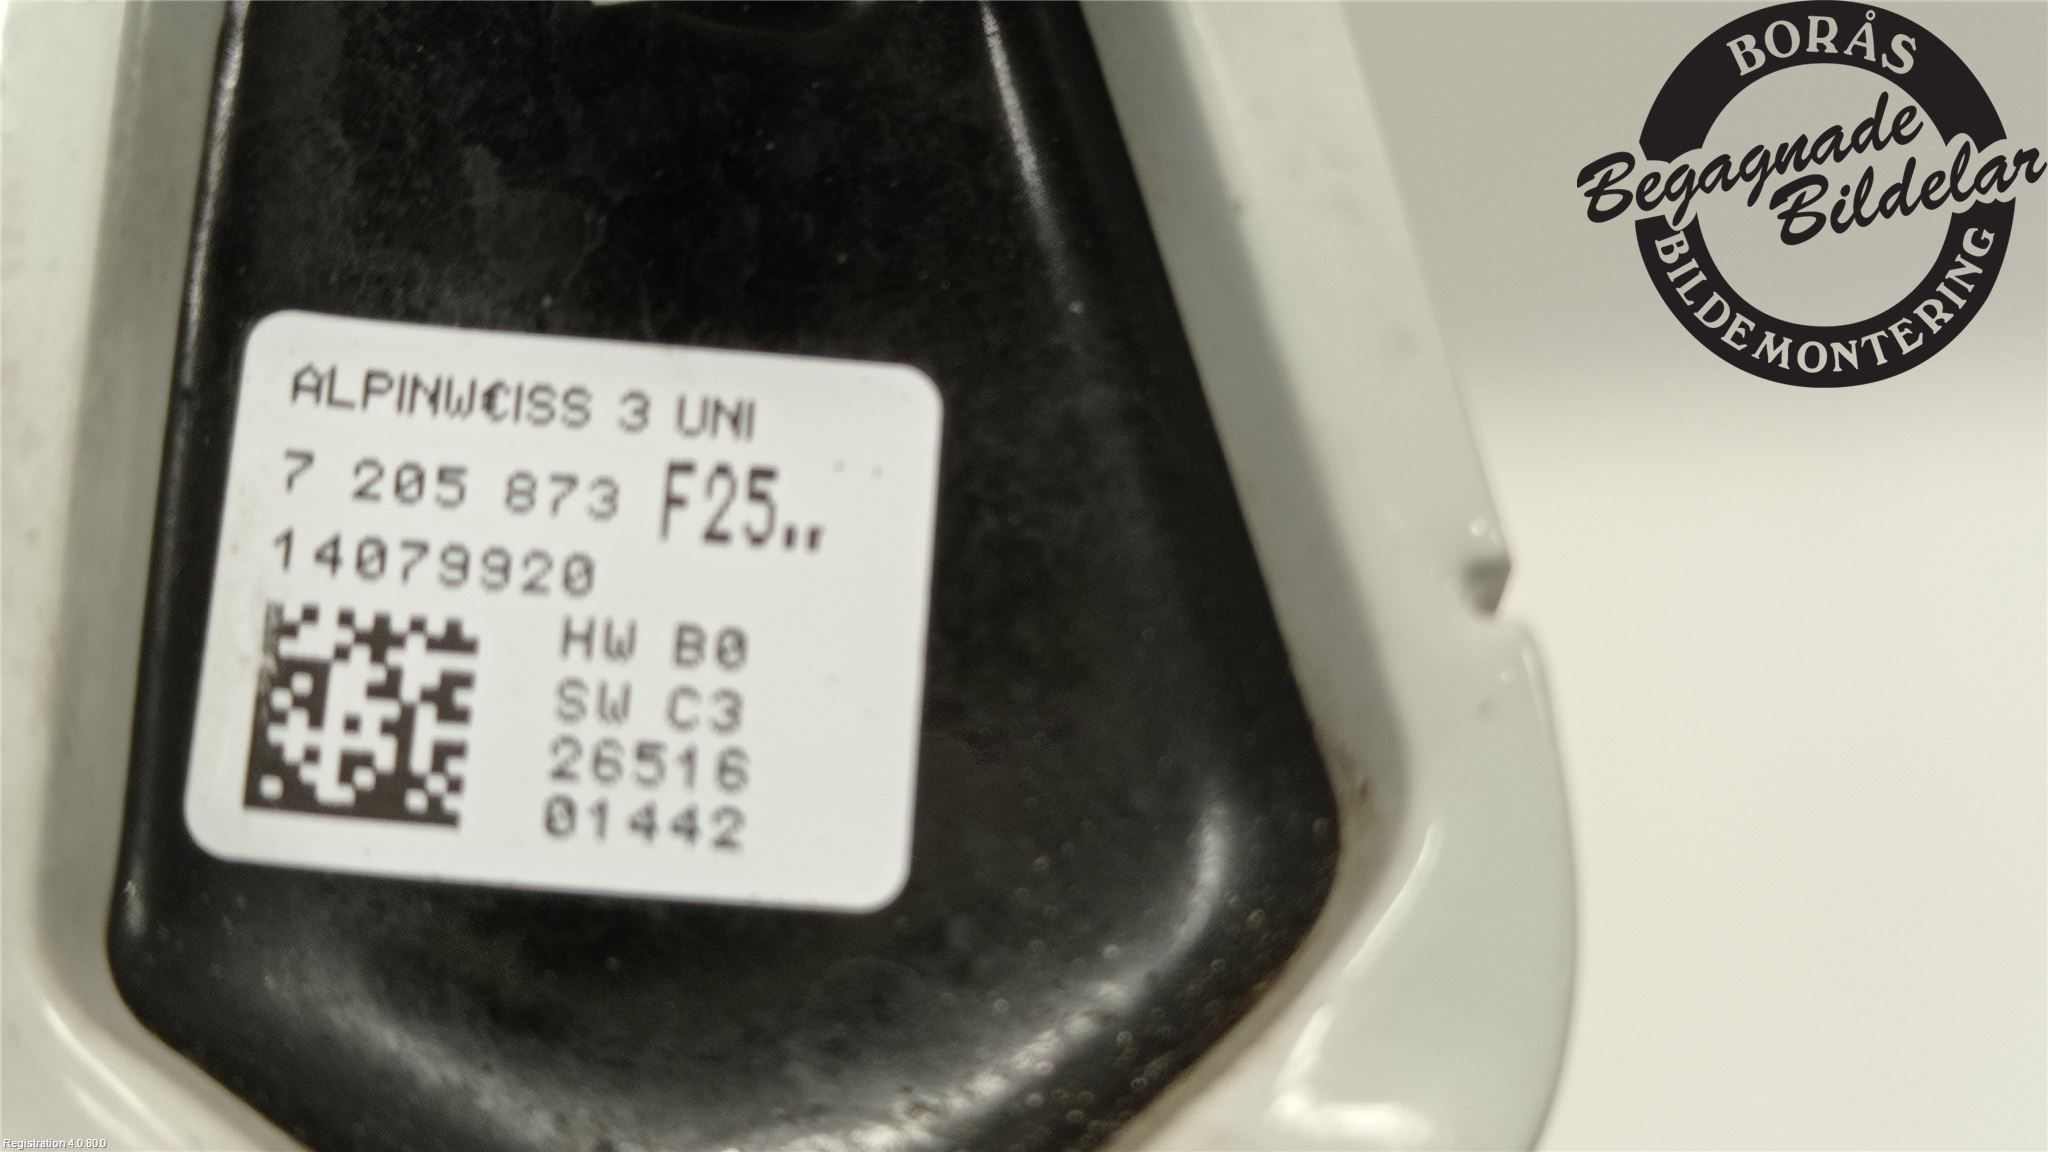 ALPINWEISS 3 UNI
7 205 873 F25..
14079920
HW B0
SW C3
26516
01442
BORÅS
Begagnade
Bildelar
BILDEMONTERING
Registration 4.0.80.0